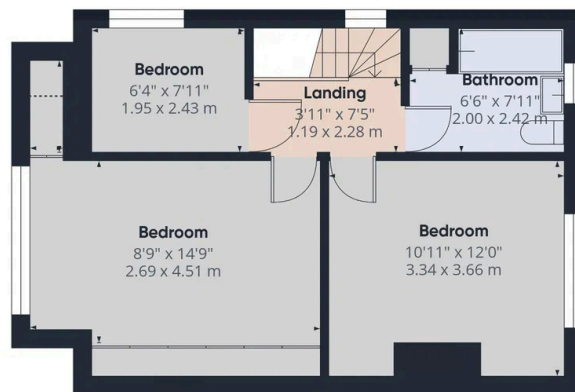 Bedroom
6'4" x 7'11"
1.95 x 2.43 m
Landing
3'11" x 7'5"
1.19 x 2.28 m
Bathroom
6'6" x 7'11"
2.00 x 2.42 m
Bedroom
8'9" x 14'9"
2.69 x 4.51 m
Bedroom
10'11" x 12'0"
3.34 x 3.66 m